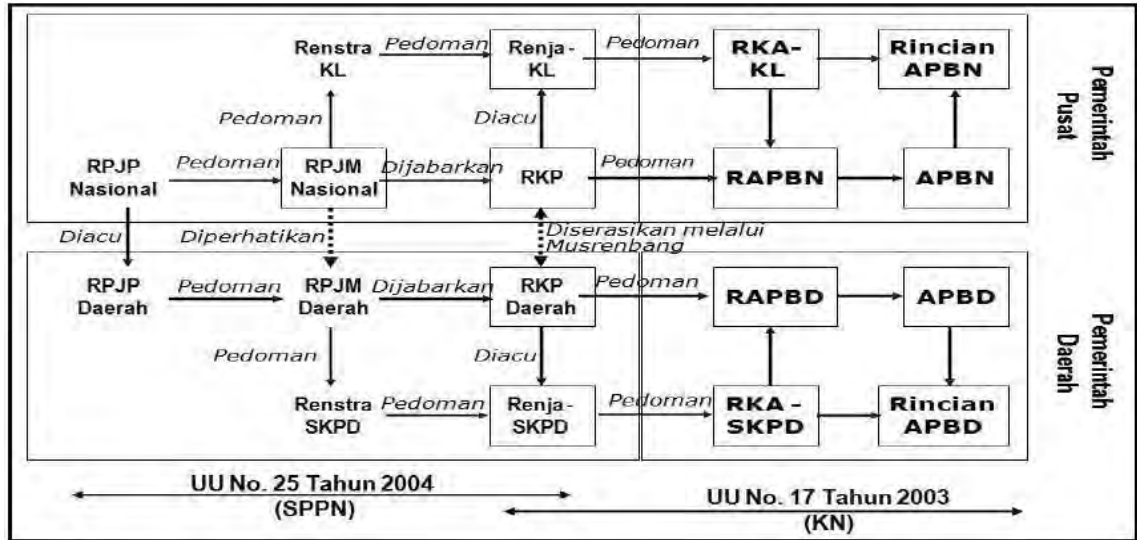 Renstra
KL
Pedoman
Renja-
KL
Pedoman
RKA-
KL
Rincian
APBN
Pedoman
Diacu
RPJP
Nasional
Pedoman
RPJM
Nasional
Dijabarkan
RKP
Pedoman
RAPBN
APBN
Pemerintah
Pusat
Diacu
Diperhatikan
Diserasikan melalui
Musrenbang
RPJP
Daerah
Pedoman
RPJM
Daerah
Dijabarkan
RKP
Daerah
Pedoman
RAPBD
APBD
Pedoman
Diacu
Renstra
SKPD
Pedoman
Renja-
SKPD
Pedoman
RKA -
SKPD
Rincian
APBD
Pemerintah
Daerah
UU No. 25 Tahun 2004
(SPPN)
UU No. 17 Tahun 2003
(KN)